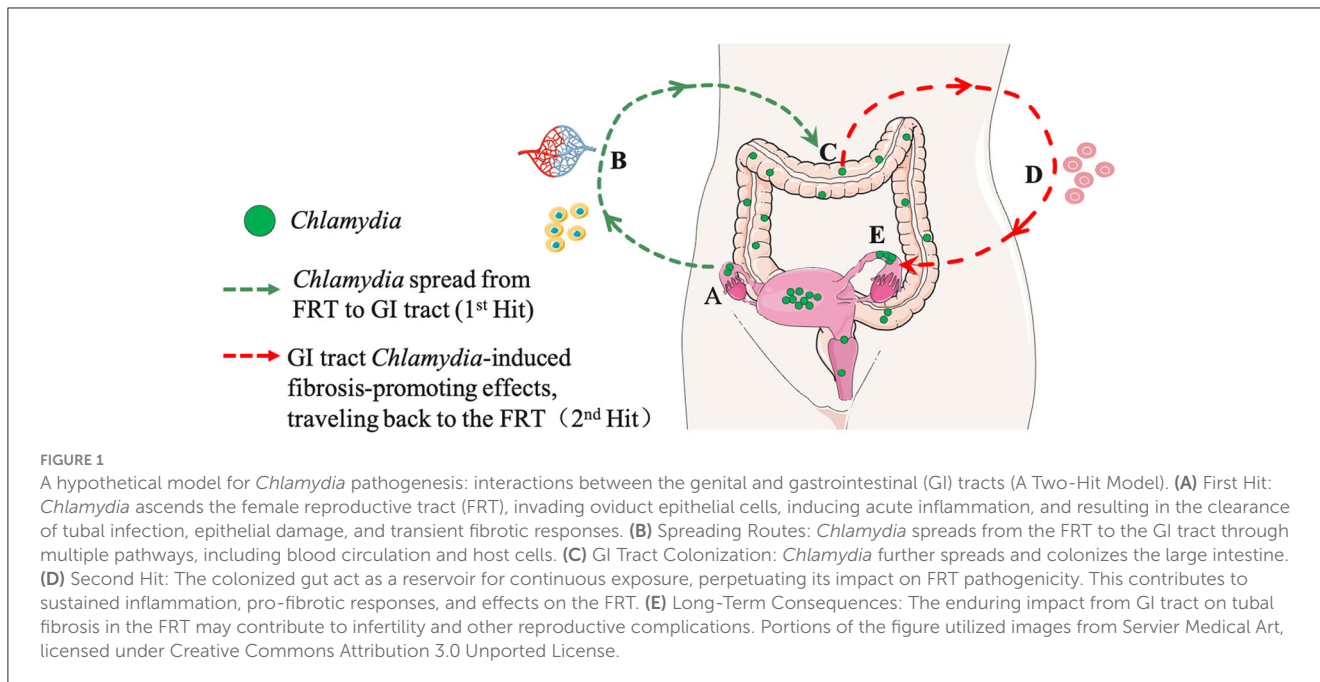 B
C
D
E
A
Chlamydia
Chlamydia spread from
FRT to GI tract (1st Hit)
GI tract Chlamydia-induced
fibrosis-promoting effects,
traveling back to the FRT（2nd Hit）
FIGURE 1
A hypothetical model for Chlamydia pathogenesis: interactions between the genital and gastrointestinal (GI) tracts (A Two-Hit Model). (A) First Hit:
Chlamydia ascends the female reproductive tract (FRT), invading oviduct epithelial cells, inducing acute inflammation, and resulting in the clearance
of tubal infection, epithelial damage, and transient fibrotic responses. (B) Spreading Routes: Chlamydia spreads from the FRT to the GI tract through
multiple pathways, including blood circulation and host cells. (C) GI Tract Colonization: Chlamydia further spreads and colonizes the large intestine.
(D) Second Hit: The colonized gut act as a reservoir for continuous exposure, perpetuating its impact on FRT pathogenicity. This contributes to
sustained inflammation, pro-fibrotic responses, and effects on the FRT. (E) Long-Term Consequences: The enduring impact from GI tract on tubal
fibrosis in the FRT may contribute to infertility and other reproductive complications. Portions of the figure utilized images from Servier Medical Art,
licensed under Creative Commons Attribution 3.0 Unported License.